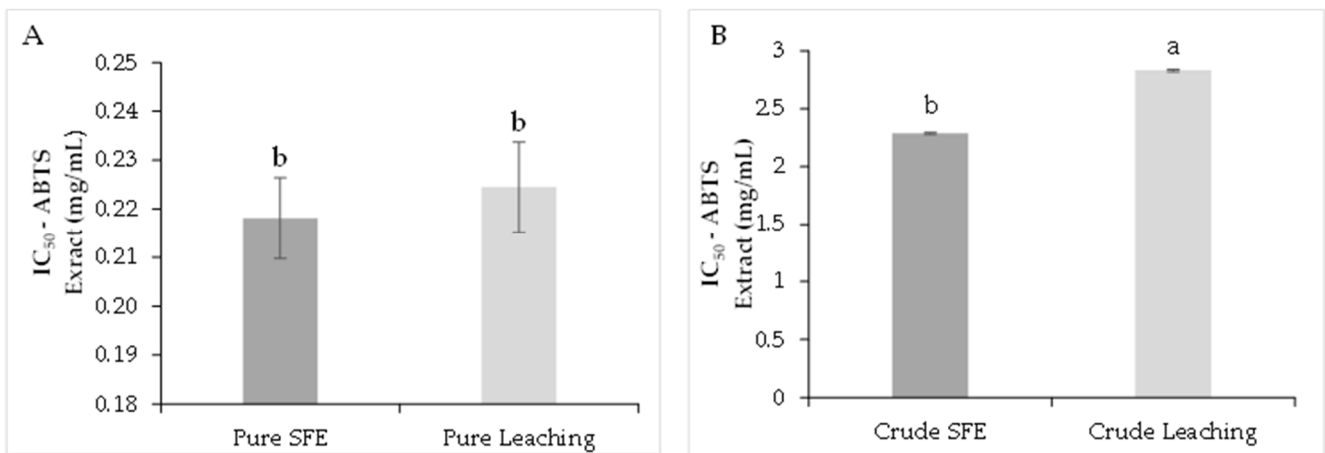 A
IC50 - ABTS
Exract (mg/mL)
0.25
0.24
0.23
0.22
0.21
0.20
0.19
0.18
b
b
Pure SFE
Pure Leaching
B
IC50 - ABTS
Extract (mg/mL)
3
2.5
2
1.5
1
0.5
0
b
a
Crude SFE
Crude Leaching